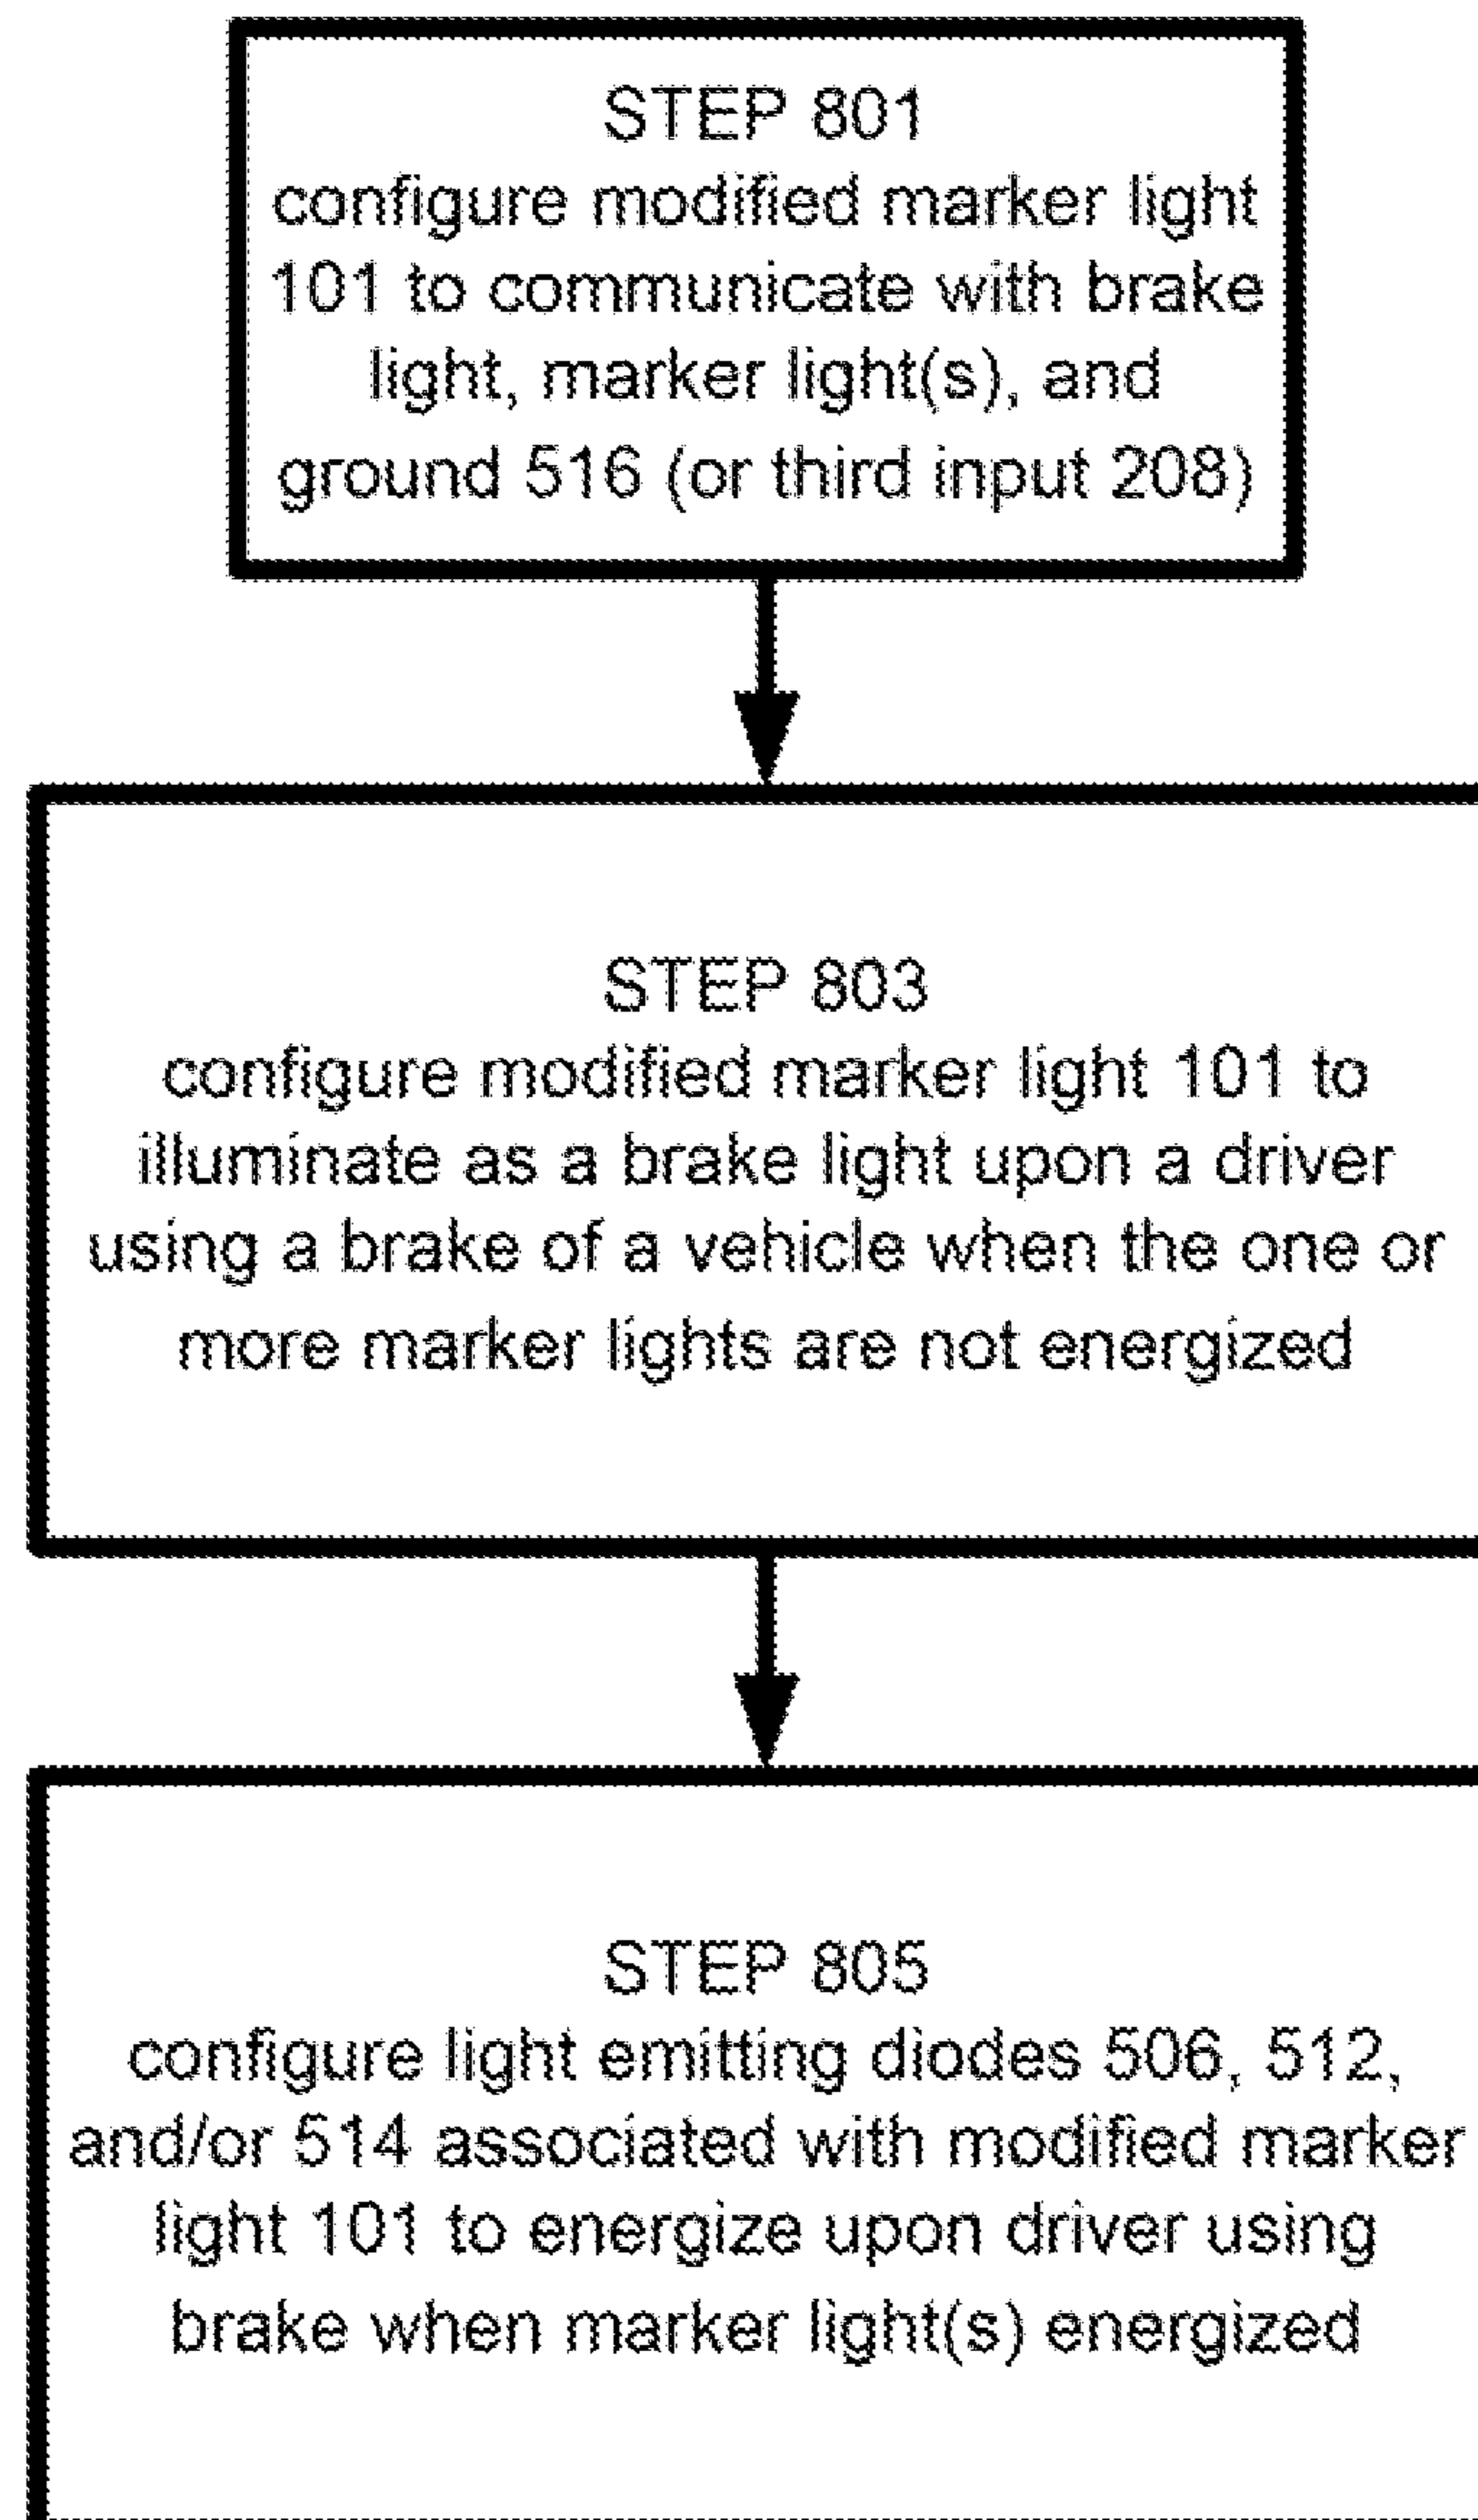 STEP 801
configure modified marker light
101 to communicate with brake
light, marker light(s), and
ground 516 (or third input 208)
STEP 803
configure modified marker light 101 to
illuminate as a brake light upon a driver
using a brake of a vehicle when the one or
more marker lights are not energized
STEP 805
configure light emitting diodes 506, 512,
and/or 514 associated with modified marker
light 101 to energize upon driver using
brake when marker light(s) energized